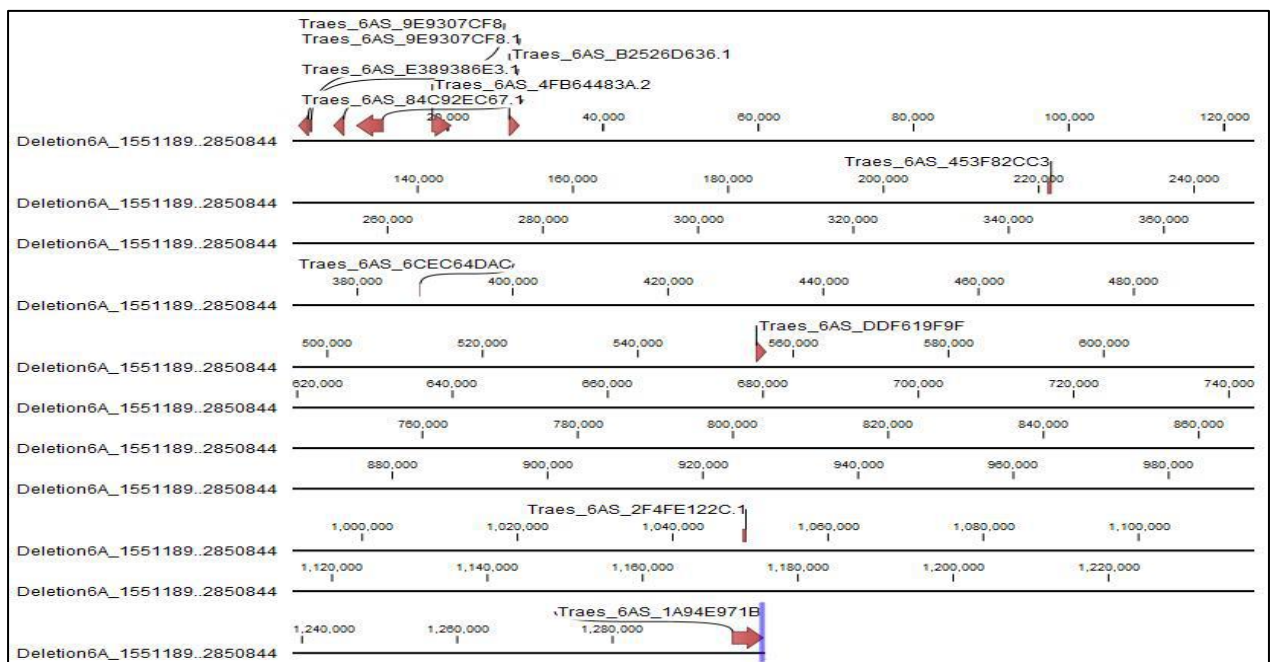 Traes_6AS_9E9307CF8
Traes_6AS_9E9307CF8.1
Traes_6AS_B2526D636.1
Traes_6AS_E389386E3.1
Traes_6AS_4FB64483A.2
Traes_6AS_84C92EC67.1
20,000 40,000 60,000 80,000 100,000 120,000
Deletion6A_1551189..2850844
Traes_6AS_453F82CC3
140,000 160,000 180,000 200,000 220,000 240,000
Deletion6A_1551189..2850844
260,000 280,000 300,000 320,000 340,000 360,000
Deletion6A_1551189..2850844
Traes_6AS_6CEC64DAC
380,000 400,000 420,000 440,000 460,000 480,000
Deletion6A_1551189..2850844
Traes_6AS_DDF619F9F
500,000 520,000 540,000 560,000 580,000 600,000
Deletion6A_1551189..2850844
620,000 640,000 660,000 680,000 700,000 720,000 740,000
Deletion6A_1551189..2850844
760,000 780,000 800,000 820,000 840,000 860,000
Deletion6A_1551189..2850844
880,000 900,000 920,000 940,000 960,000 980,000
Deletion6A_1551189..2850844
Traes_6AS_2F4FE122C.1
1,000,000 1,020,000 1,040,000 1,060,000 1,080,000 1,100,000
Deletion6A_1551189..2850844
1,120,000 1,140,000 1,160,000 1,180,000 1,200,000 1,220,000
Deletion6A_1551189..2850844
Traes_6AS_1A94E971B
1,240,000 1,260,000 1,280,000
Deletion6A_1551189..2850844